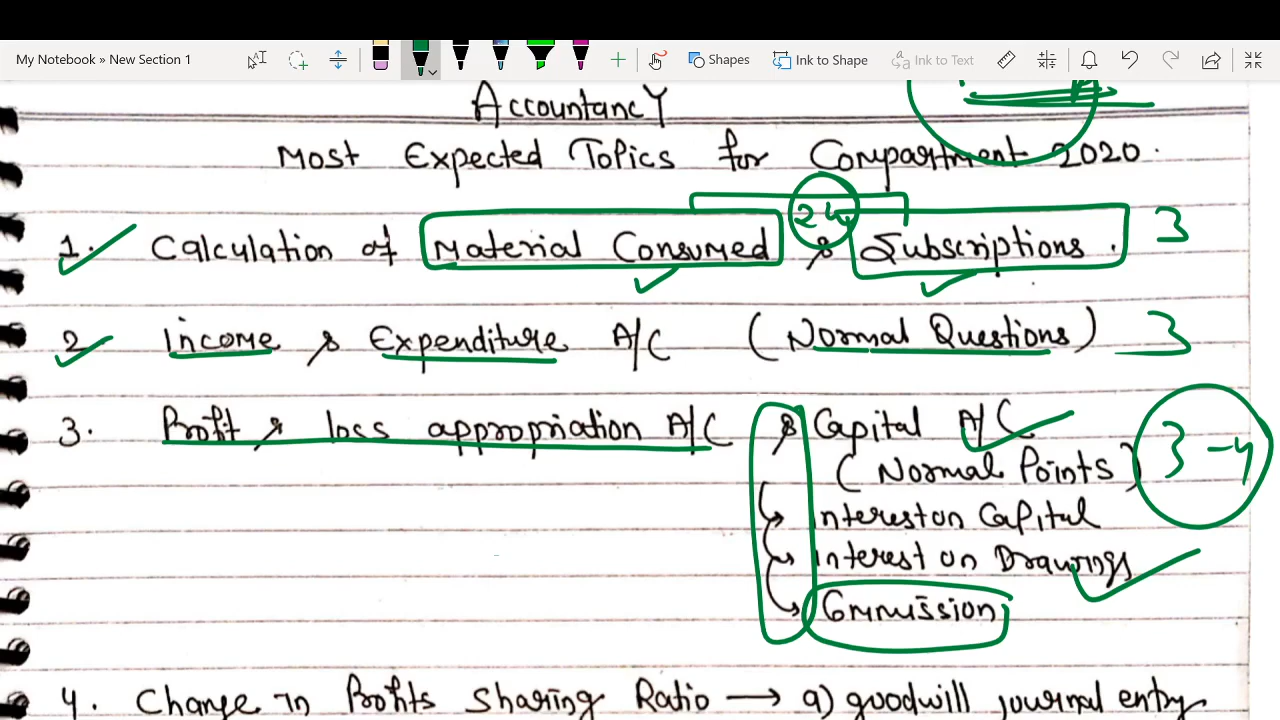 My Notebook » New Section 1
Shapes
Ink to Shape
Ink to Text
Accountancy
Most Expected Topics for Compartment 2020.
1. Calculation of Material Consumed & Subscriptions. 3
2 Income & Expenditure A/C (Normal Questions) 3
3. Profit & loss appropriation A/C & Capital A/C
(Normal Points) 3-4
Interest on Capital
Interest on Drawings
Commission
4. Change in Profits Sharing Ratio → a) goodwill journal entry